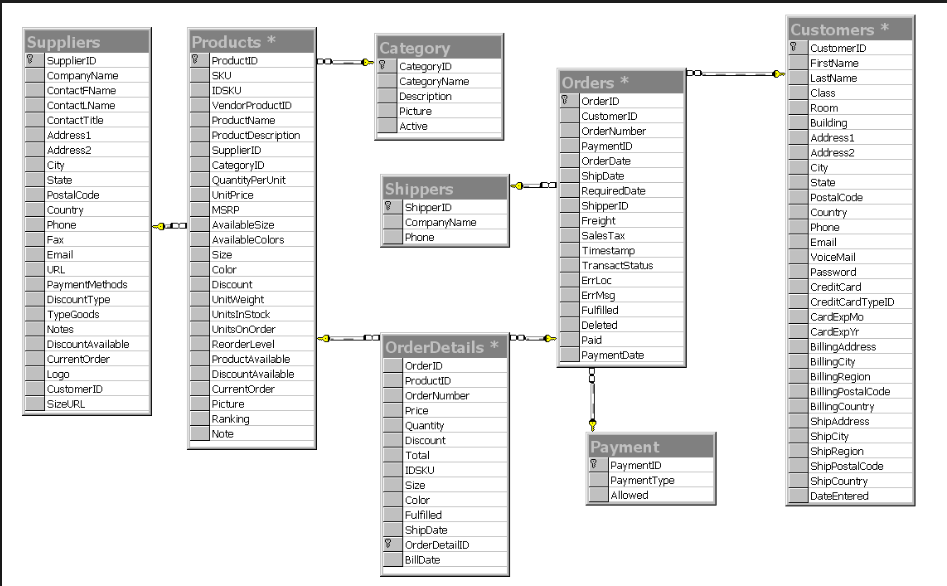 Suppliers
SupplierID
CompanyName
ContactFName
ContactLName
ContactTitle
Address1
Address2
City
State
PostalCode
Country
Phone
Fax
Email
URL
PaymentMethods
DiscountType
TypeGoods
Notes
DiscountAvailable
CurrentOrder
Logo
CustomerID
SizeURL
Products *
ProductID
SKU
IDSKU
VendorProductID
ProductName
ProductDescription
SupplierID
CategoryID
QuantityPerUnit
UnitPrice
MSRP
AvailableSize
AvailableColors
Size
Color
Discount
UnitWeight
UnitsInStock
UnitsOnOrder
ReorderLevel
ProductAvailable
DiscountAvailable
CurrentOrder
Picture
Ranking
Note
Category
CategoryID
CategoryName
Description
Picture
Active
Shippers
ShipperID
CompanyName
Phone
OrderDetails *
OrderID
ProductID
OrderNumber
Price
Quantity
Discount
Total
IDSKU
Size
Color
Fulfilled
ShipDate
OrderDetailID
BillDate
Orders *
OrderID
CustomerID
OrderNumber
PaymentID
OrderDate
ShipDate
RequiredDate
ShipperID
Freight
SalesTax
Timestamp
TransactStatus
ErrLoc
ErrMsg
Fulfilled
Deleted
Paid
PaymentDate
Payment
PaymentID
PaymentType
Allowed
Customers *
CustomerID
FirstName
LastName
Class
Room
Building
Address1
Address2
City
State
PostalCode
Country
Phone
Email
VoiceMail
Password
CreditCard
CreditCardTypeID
CardExpMo
CardExpYr
BillingAddress
BillingCity
BillingRegion
BillingPostalCode
BillingCountry
ShipAddress
ShipCity
ShipRegion
ShipPostalCode
ShipCountry
DateEntered